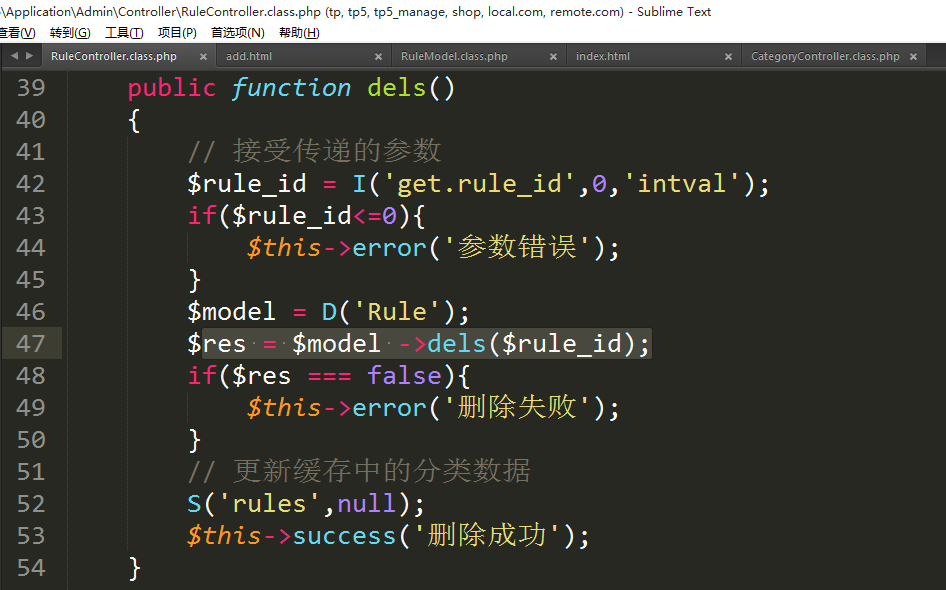 \Application\Admin\Controller\RuleController.class.php (tp, tp5, tp5_manage, shop, local.com, remote.com) - Sublime Text
查看(V) 转到(G) 工具(T) 项目(P) 首选项(N) 帮助(H)
RuleController.class.php × add.html × RuleModel.class.php × index.html × CategoryController.class.php ×
39 public function dels()
40 {
41 // 接受传递的参数
42 $rule_id = I('get.rule_id',0,'intval');
43 if($rule_id<=0){
44 $this->error('参数错误');
45 }
46 $model = D('Rule');
47 $res = $model ->dels($rule_id);
48 if($res === false){
49 $this->error('删除失败');
50 }
51 // 更新缓存中的分类数据
52 S('rules',null);
53 $this->success('删除成功');
54 }